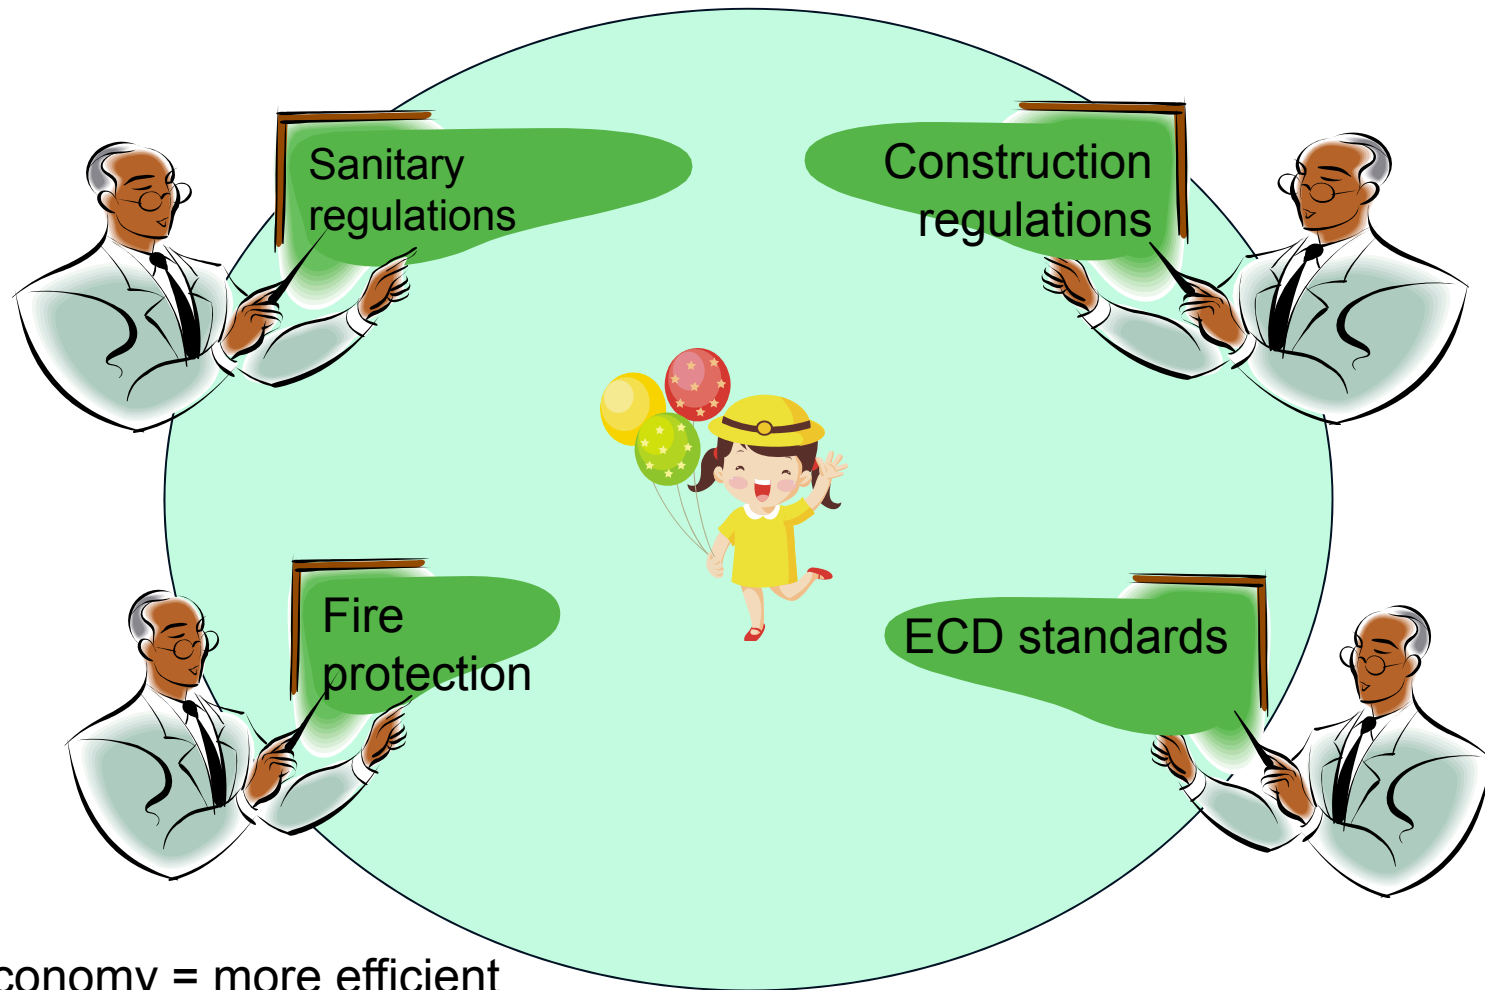 Sanitary
regulations
Construction
regulations
Fire
protection
ECD standards
conomy = more efficient